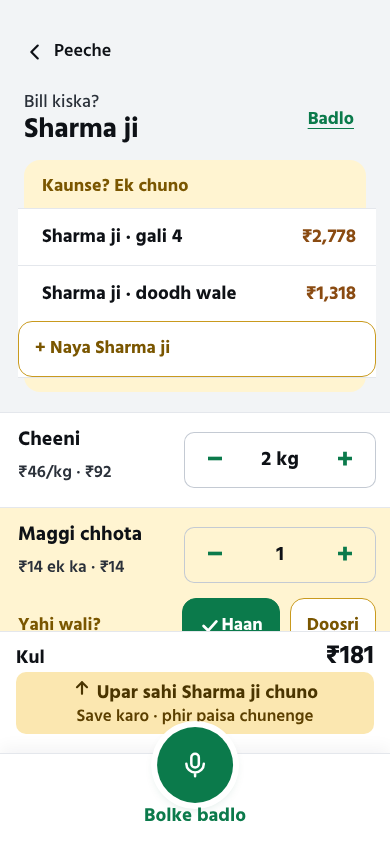 Peeche
Bill kiska?
Sharma ji
Badlo
Kaunse? Ek chuno
Sharma ji · gali 4 ₹2,778
Sharma ji · doodh wale ₹1,318
+ Naya Sharma ji
Cheeni
₹46/kg · ₹92
− 2 kg +
Maggi chhota
₹14 ek ka · ₹14
− 1 +
Yahi wali? ✓ Haan Doosri
Kul ₹181
↑ Upar sahi Sharma ji chuno
Save karo · phir paisa chunenge
Bolke badlo